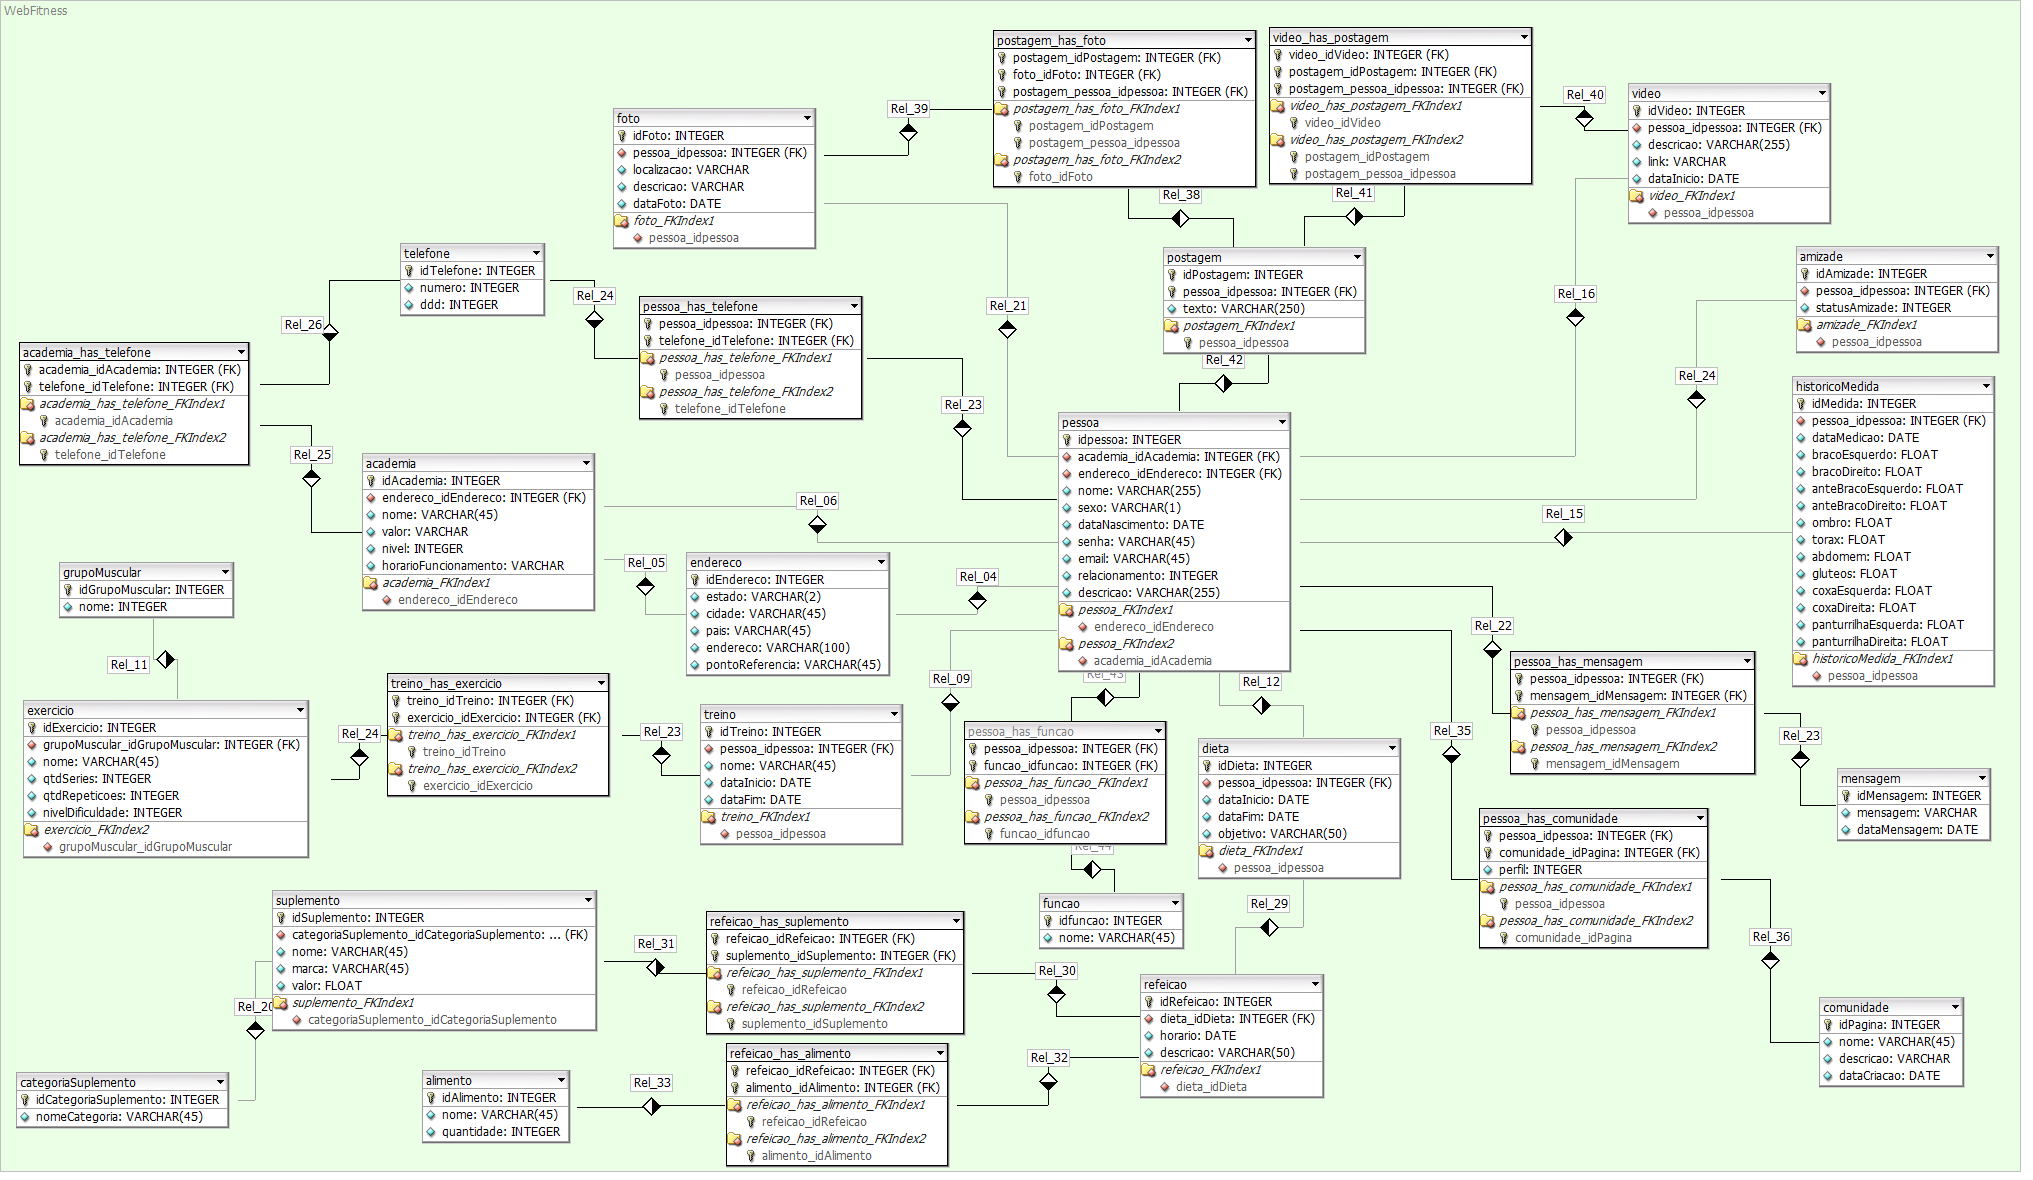 WebFitness
postagem_has_foto
postagem_idPostagem: INTEGER (FK)
foto_idFoto: INTEGER (FK)
postagem_pessoa_idpessoa: INTEGER (FK)
postagem_has_foto_FKIndex1
postagem_idPostagem
postagem_pessoa_idpessoa
postagem_has_foto_FKIndex2
foto_idFoto
video_has_postagem
video_idVideo: INTEGER (FK)
postagem_idPostagem: INTEGER (FK)
postagem_pessoa_idpessoa: INTEGER (FK)
video_has_postagem_FKIndex1
video_idVideo
video_has_postagem_FKIndex2
postagem_idPostagem
postagem_pessoa_idpessoa
Rel_40
video
idVideo: INTEGER
pessoa_idpessoa: INTEGER (FK)
descricao: VARCHAR(255)
link: VARCHAR
dataInicio: DATE
video_FKIndex1
pessoa_idpessoa
Rel_39
foto
idFoto: INTEGER
pessoa_idpessoa: INTEGER (FK)
localizacao: VARCHAR
descricao: VARCHAR
dataFoto: DATE
foto_FKIndex1
pessoa_idpessoa
Rel_38
Rel_41
telefone
idTelefone: INTEGER
numero: INTEGER
ddd: INTEGER
postagem
idPostagem: INTEGER
pessoa_idpessoa: INTEGER (FK)
texto: VARCHAR(250)
postagem_FKIndex1
pessoa_idpessoa
amizade
idAmizade: INTEGER
pessoa_idpessoa: INTEGER (FK)
statusAmizade: INTEGER
amizade_FKIndex1
pessoa_idpessoa
Rel_24
Rel_21
Rel_16
Rel_26
pessoa_has_telefone
pessoa_idpessoa: INTEGER (FK)
telefone_idTelefone: INTEGER (FK)
pessoa_has_telefone_FKIndex1
pessoa_idpessoa
pessoa_has_telefone_FKIndex2
telefone_idTelefone
academia_has_telefone
academia_idAcademia: INTEGER (FK)
telefone_idTelefone: INTEGER (FK)
academia_has_telefone_FKIndex1
academia_idAcademia
academia_has_telefone_FKIndex2
telefone_idTelefone
Rel_42
Rel_24
Rel_23
Rel_25
historicoMedida
idMedida: INTEGER
pessoa_idpessoa: INTEGER (FK)
dataMedicao: DATE
bracoEsquerdo: FLOAT
bracoDireito: FLOAT
anteBracoEsquerdo: FLOAT
anteBracoDireito: FLOAT
ombro: FLOAT
torax: FLOAT
abdomem: FLOAT
gluteos: FLOAT
coxaEsquerda: FLOAT
coxaDireita: FLOAT
panturrilhaEsquerda: FLOAT
panturrilhaDireita: FLOAT
historicoMedida_FKIndex1
pessoa_idpessoa
pessoa
idpessoa: INTEGER
academia_idAcademia: INTEGER (FK)
endereco_idEndereco: INTEGER (FK)
nome: VARCHAR(255)
sexo: VARCHAR(1)
dataNascimento: DATE
senha: VARCHAR(45)
email: VARCHAR(45)
relacionamento: INTEGER
descricao: VARCHAR(255)
pessoa_FKIndex1
endereco_idEndereco
pessoa_FKIndex2
academia_idAcademia
academia
idAcademia: INTEGER
endereco_idEndereco: INTEGER (FK)
nome: VARCHAR(45)
valor: VARCHAR
nivel: INTEGER
horarioFuncionamento: VARCHAR
academia_FKIndex1
endereco_idEndereco
Rel_06
Rel_15
Rel_05
Rel_04
endereco
idEndereco: INTEGER
estado: VARCHAR(2)
cidade: VARCHAR(45)
pais: VARCHAR(45)
endereco: VARCHAR(100)
pontoReferencia: VARCHAR(45)
grupoMuscular
idGrupoMuscular: INTEGER
nome: INTEGER
Rel_11
Rel_22
pessoa_has_mensagem
pessoa_idpessoa: INTEGER (FK)
mensagem_idMensagem: INTEGER (FK)
pessoa_has_mensagem_FKIndex1
pessoa_idpessoa
pessoa_has_mensagem_FKIndex2
mensagem_idMensagem
Rel_09
Rel_43
Rel_12
treino_has_exercicio
treino_idTreino: INTEGER (FK)
exercicio_idExercicio: INTEGER (FK)
treino_has_exercicio_FKIndex1
treino_idTreino
treino_has_exercicio_FKIndex2
exercicio_idExercicio
exercicio
idExercicio: INTEGER
grupoMuscular_idGrupoMuscular: INTEGER (FK)
nome: VARCHAR(45)
qtdSeries: INTEGER
qtdRepeticoes: INTEGER
nivelDificuldade: INTEGER
exercicio_FKIndex2
grupoMuscular_idGrupoMuscular
Rel_24
Rel_23
treino
idTreino: INTEGER
pessoa_idpessoa: INTEGER (FK)
nome: VARCHAR(45)
dataInicio: DATE
dataFim: DATE
treino_FKIndex1
pessoa_idpessoa
pessoa_has_funcao
pessoa_idpessoa: INTEGER (FK)
funcao_idfuncao: INTEGER (FK)
pessoa_has_funcao_FKIndex1
pessoa_idpessoa
pessoa_has_funcao_FKIndex2
funcao_idfuncao
dieta
idDieta: INTEGER
pessoa_idpessoa: INTEGER (FK)
dataInicio: DATE
dataFim: DATE
objetivo: VARCHAR(50)
dieta_FKIndex1
pessoa_idpessoa
Rel_35
Rel_23
mensagem
idMensagem: INTEGER
mensagem: VARCHAR
dataMensagem: DATE
pessoa_has_comunidade
pessoa_idpessoa: INTEGER (FK)
comunidade_idPagina: INTEGER (FK)
perfil: INTEGER
pessoa_has_comunidade_FKIndex1
pessoa_idpessoa
pessoa_has_comunidade_FKIndex2
comunidade_idPagina
Rel_44
funcao
idfuncao: INTEGER
nome: VARCHAR(45)
Rel_29
Rel_36
suplemento
idSuplemento: INTEGER
categoriaSuplemento_idCategoriaSuplemento: ... (FK)
nome: VARCHAR(45)
marca: VARCHAR(45)
valor: FLOAT
suplemento_FKIndex1
categoriaSuplemento_idCategoriaSuplemento
Rel_31
Rel_20
refeicao_has_suplemento
refeicao_idRefeicao: INTEGER (FK)
suplemento_idSuplemento: INTEGER (FK)
refeicao_has_suplemento_FKIndex1
refeicao_idRefeicao
refeicao_has_suplemento_FKIndex2
suplemento_idSuplemento
Rel_30
refeicao
idRefeicao: INTEGER
dieta_idDieta: INTEGER (FK)
horario: DATE
descricao: VARCHAR(50)
refeicao_FKIndex1
dieta_idDieta
comunidade
idPagina: INTEGER
nome: VARCHAR(45)
descricao: VARCHAR
dataCriacao: DATE
categoriaSuplemento
idCategoriaSuplemento: INTEGER
nomeCategoria: VARCHAR(45)
alimento
idAlimento: INTEGER
nome: VARCHAR(45)
quantidade: INTEGER
Rel_33
refeicao_has_alimento
refeicao_idRefeicao: INTEGER (FK)
alimento_idAlimento: INTEGER (FK)
refeicao_has_alimento_FKIndex1
refeicao_idRefeicao
refeicao_has_alimento_FKIndex2
alimento_idAlimento
Rel_32